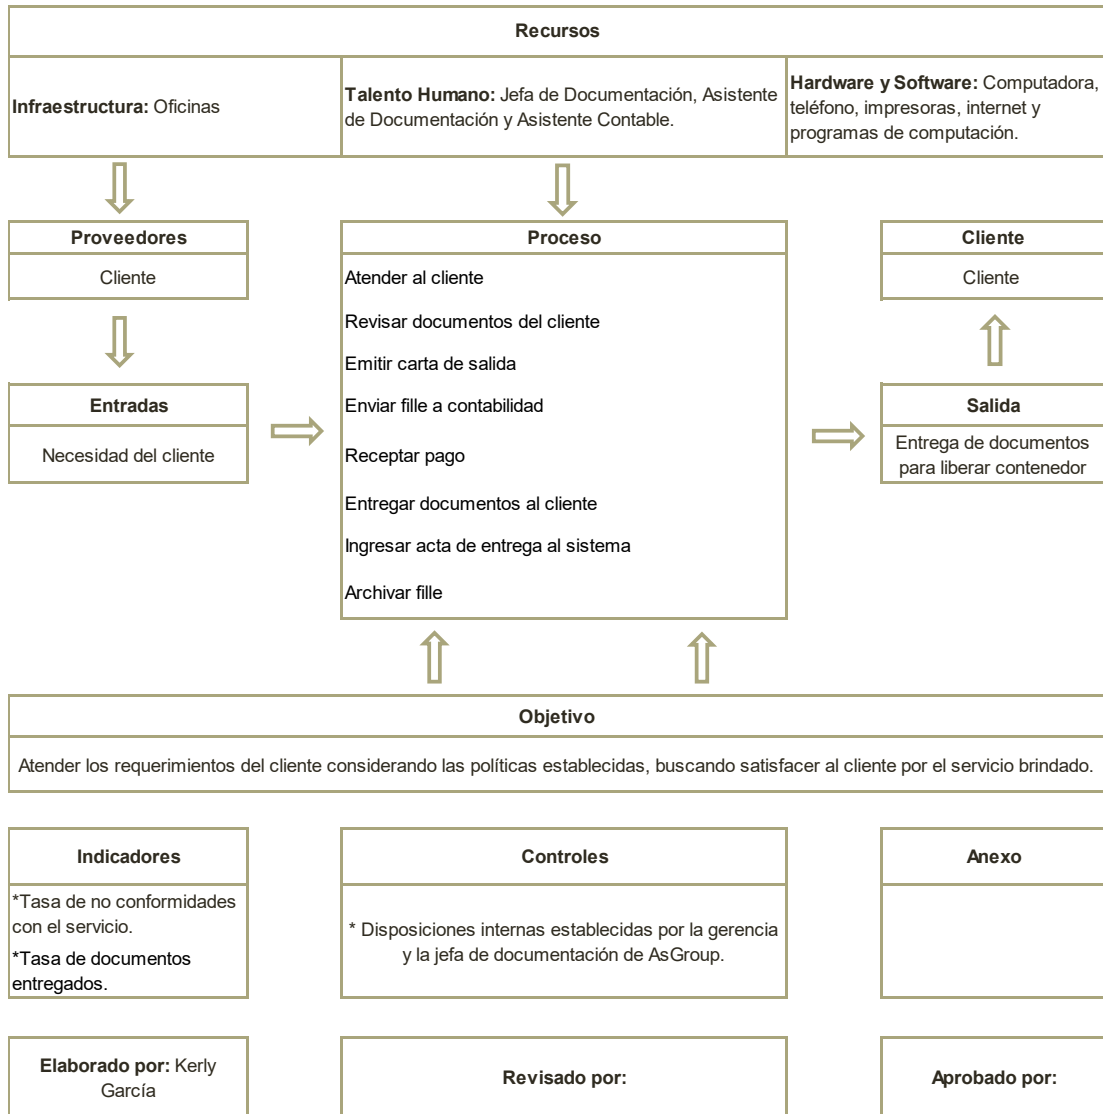 Recursos
Infraestructura: Oficinas
Talento Humano: Jefa de Documentación, Asistente
de Documentación y Asistente Contable.
Hardware y Software: Computadora,
teléfono, impresoras, internet y
programas de computación.
Proveedores
Cliente
Proceso
Atender al cliente
Revisar documentos del cliente
Emitir carta de salida
Enviar fille a contabilidad
Receptar pago
Entregar documentos al cliente
Ingresar acta de entrega al sistema
Archivar fille
Cliente
Cliente
Entradas
Necesidad del cliente
Salida
Entrega de documentos
para liberar contenedor
Objetivo
Atender los requerimientos del cliente considerando las políticas establecidas, buscando satisfacer al cliente por el servicio brindado.
Indicadores
*Tasa de no conformidades
con el servicio.
*Tasa de documentos
entregados.
Controles
* Disposiciones internas establecidas por la gerencia
y la jefa de documentación de AsGroup.
Anexo
Elaborado por: Kerly
García
Revisado por:
Aprobado por: